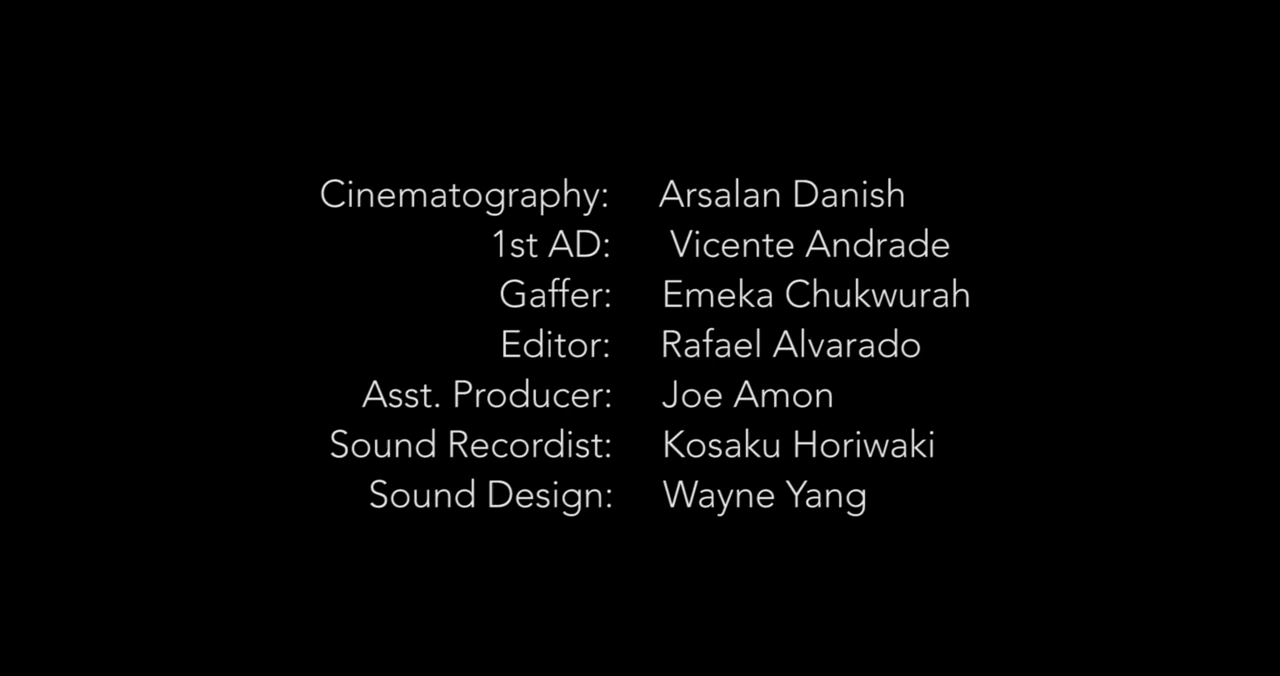 Cinematography: Arsalan Danish
1st AD: Vicente Andrade
Gaffer: Emeka Chukwurah
Editor: Rafael Alvarado
Asst. Producer: Joe Amon
Sound Recordist: Kosaku Horiwaki
Sound Design: Wayne Yang